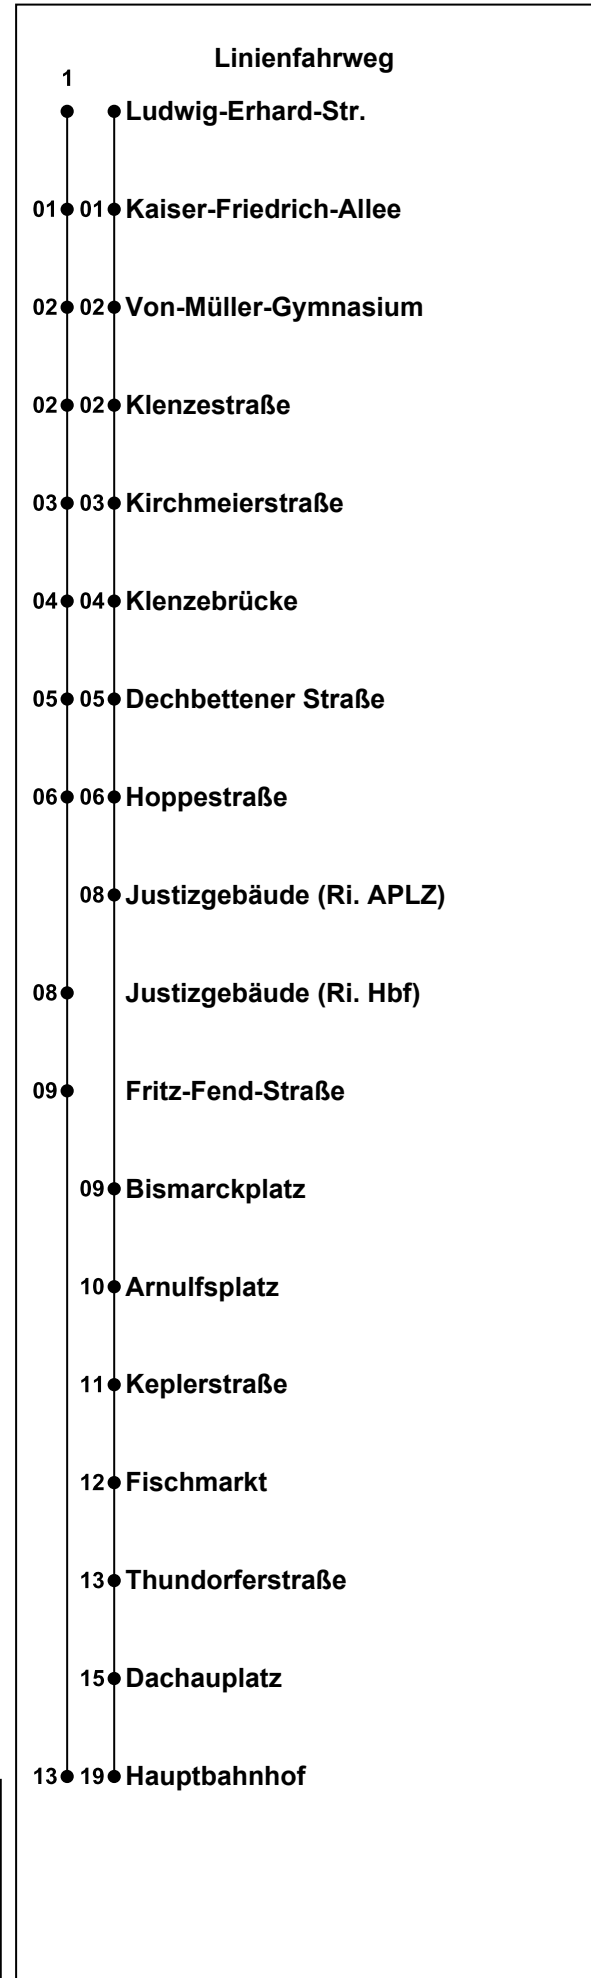 Linienfahrweg
1
Ludwig-Erhard-Str.
01 01 Kaiser-Friedrich-Allee
02 02 Von-Müller-Gymnasium
02 02 Klenzestraße
03 03 Kirchmeierstraße
04 04 Klenzebrücke
05 05 Dechbettener Straße
06 06 Hoppestraße
08 Justizgebäude (Ri. APLZ)
08 Justizgebäude (Ri. Hbf)
09 Fritz-Fend-Straße
09 Bismarckplatz
10 Arnulfsplatz
11 Keplerstraße
12 Fischmarkt
13 Thundorferstraße
15 Dachauplatz
13 19 Hauptbahnhof